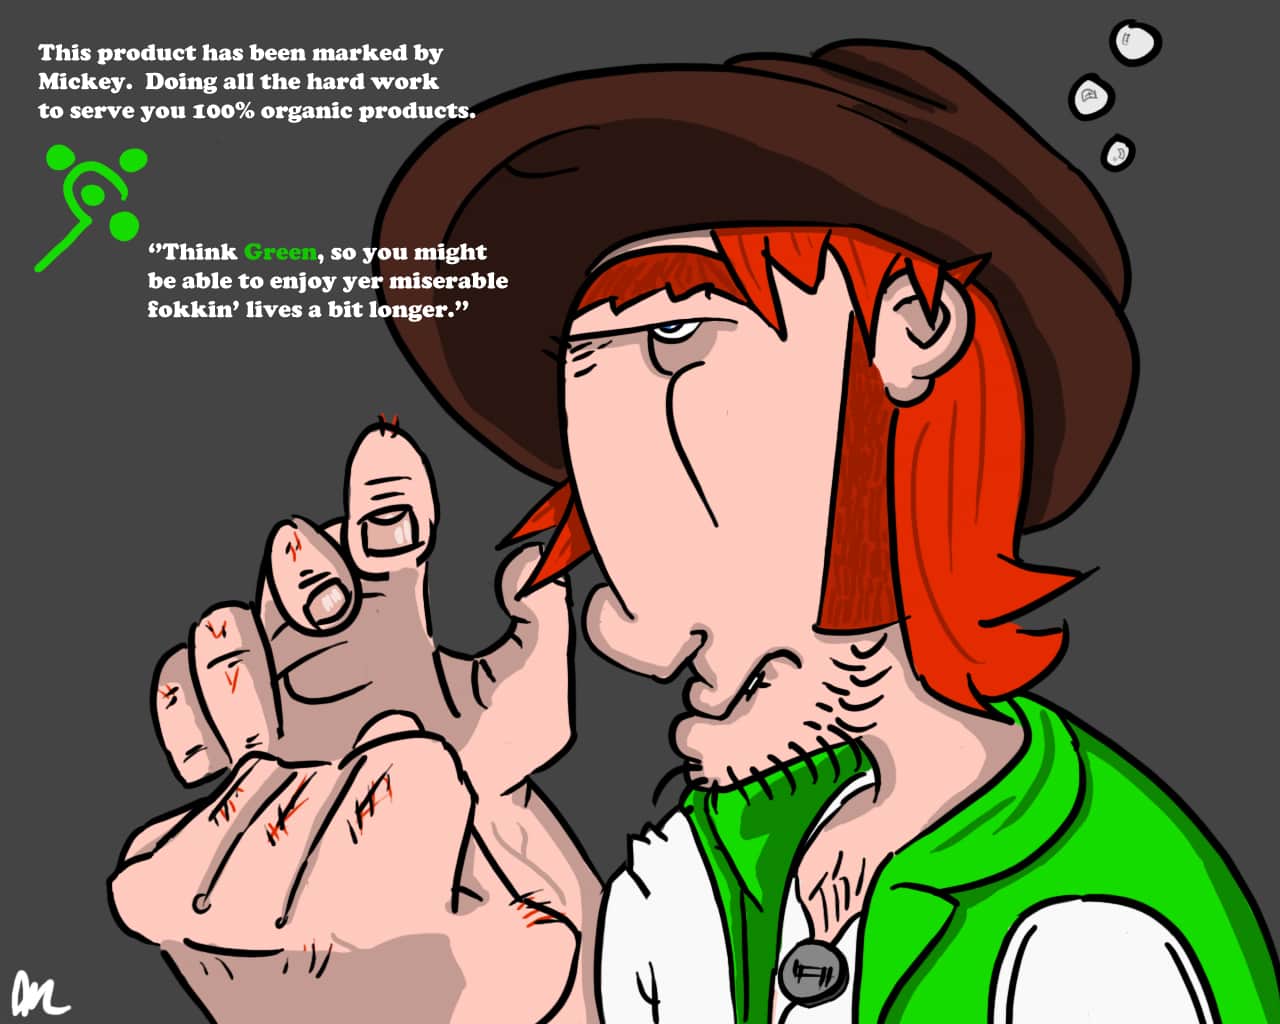 This product has been marked by
Mickey. Doing all the hard work
to serve you 100% organic products.
‘’Think Green, so you might
be able to enjoy yer miserable
fokkin’ lives a bit longer.’’